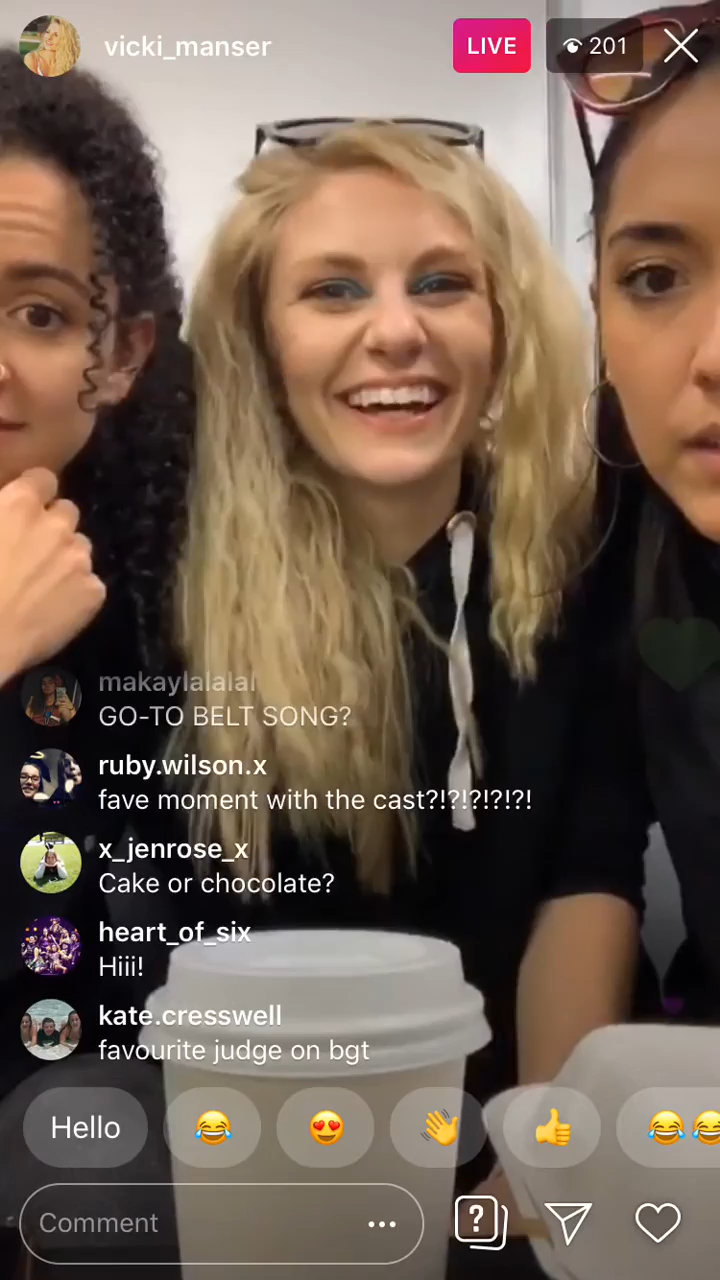 vicki_manser
LIVE
201
makaylalalal
GO-TO BELT SONG?
ruby.wilson.x
fave moment with the cast?!?!?!?!?!
x_jenrose_x
Cake or chocolate?
heart_of_six
Hiii!
kate.cresswell
favourite judge on bgt
Hello
Comment